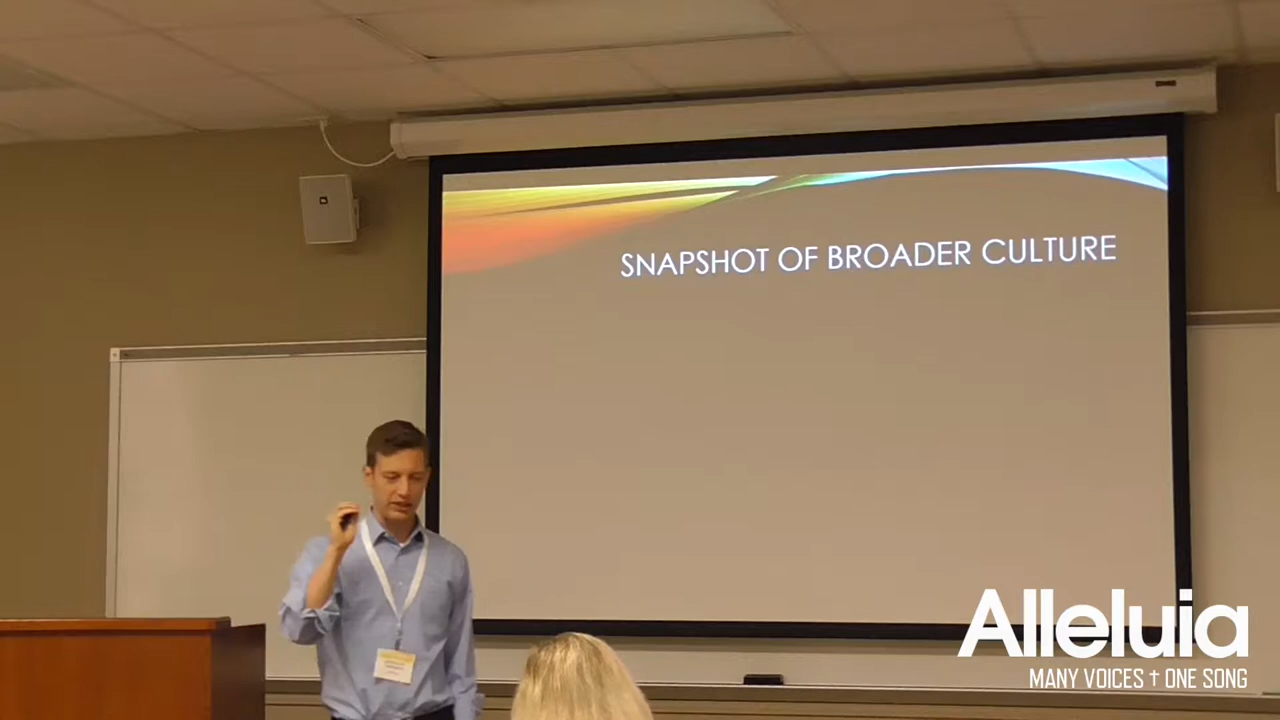 SNAPSHOT OF BROADER CULTURE
Alleluia
MANY VOICES † ONE SONG